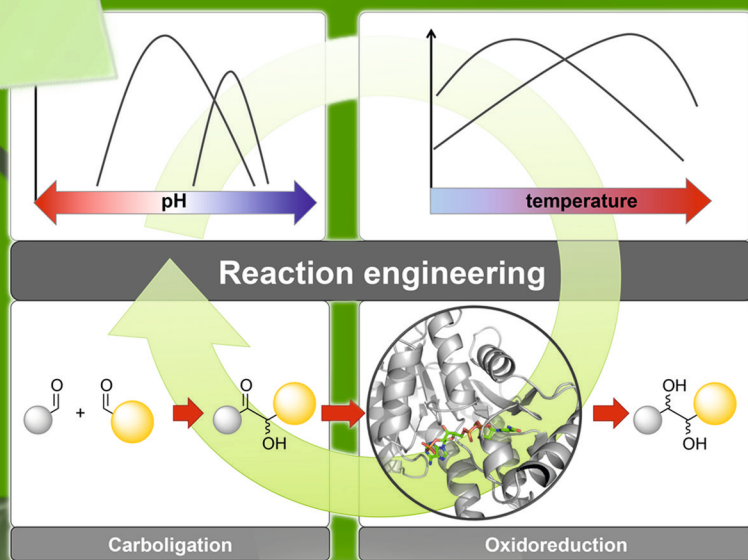 pH
temperature
Reaction engineering
O
O
+
O
OH
OH
OH
Carboligation
Oxidoreduction